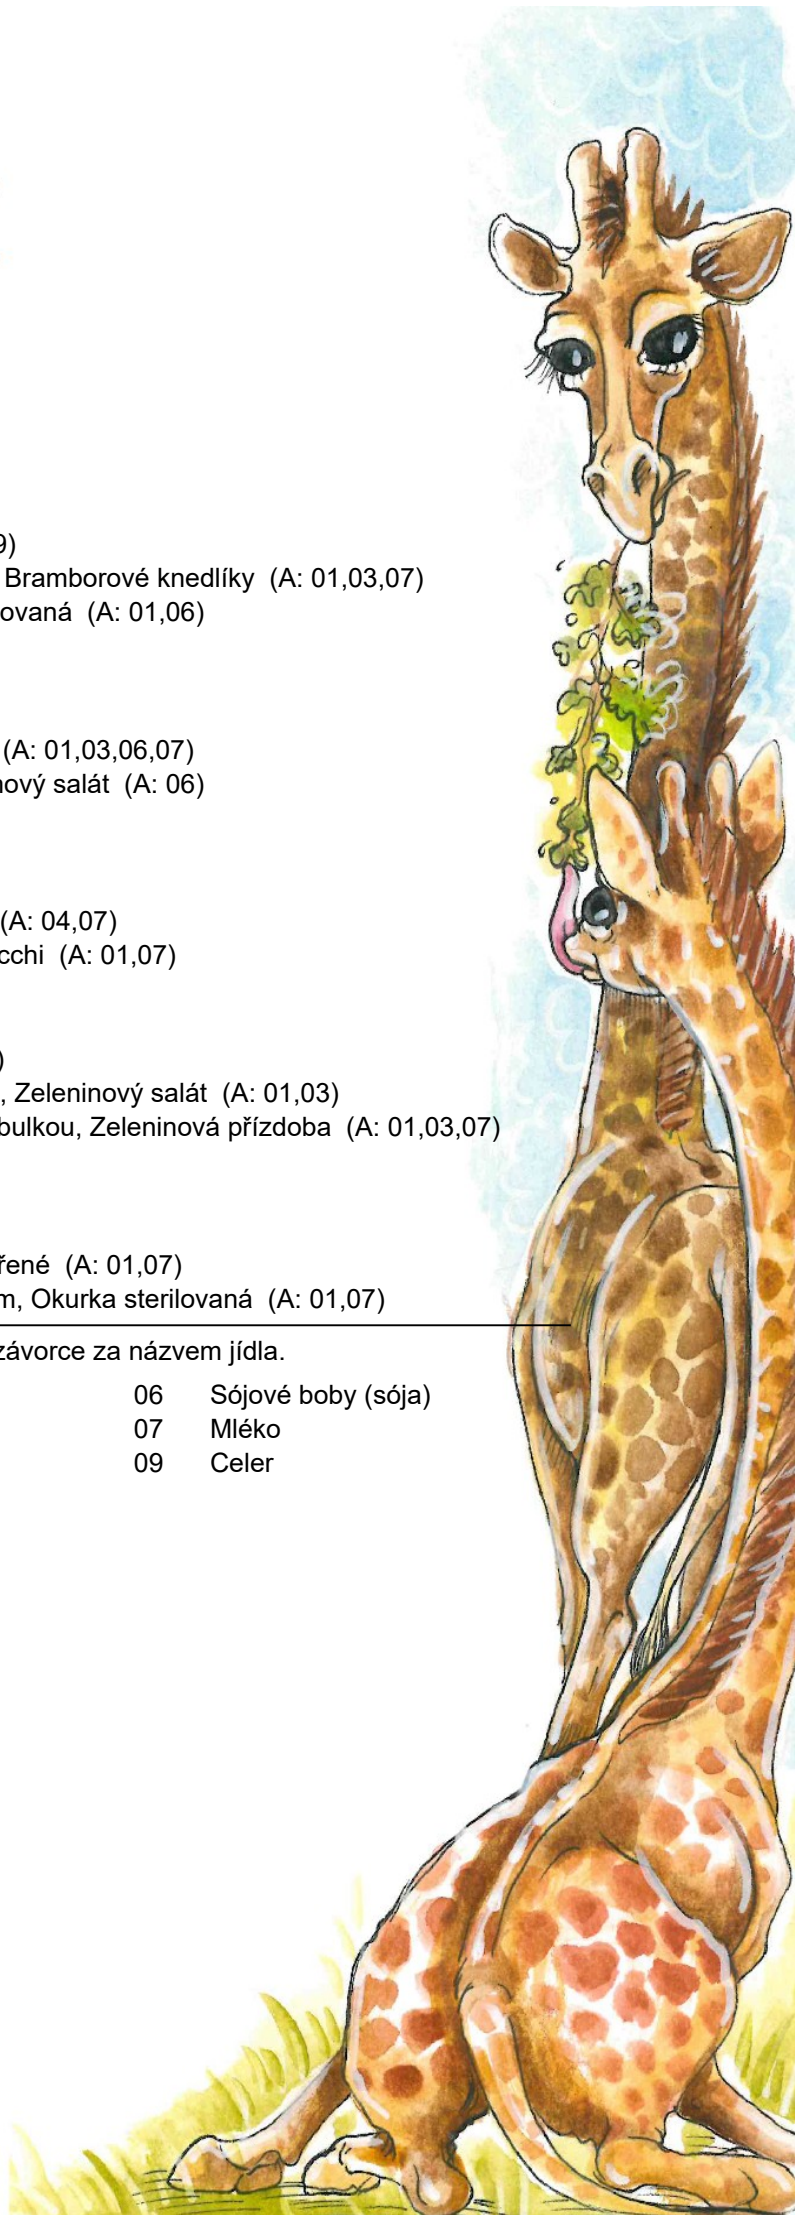 9)
Bramborové knedlíky (A: 01,03,07)
ovaná (A: 01,06)
(A: 01,03,06,07)
nový salát (A: 06)
(A: 04,07)
cchi (A: 01,07)
)
, Zeleninový salát (A: 01,03)
bulkou, Zeleninová přízdoba (A: 01,03,07)
řené (A: 01,07)
m, Okurka sterilovaná (A: 01,07)
závorce za názvem jídla.
06 Sójové boby (sója)
07 Mléko
09 Celer